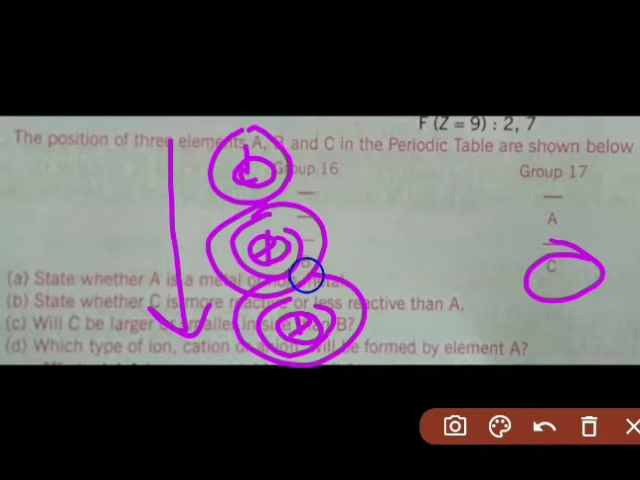 F (Z = 9) : 2, 7
The position of three elements A, B and C in the Periodic Table are shown below
Group 16 Group 17
A
B
C
(a) State whether A is a metal or non-metal.
(b) State whether C is more reactive or less reactive than A.
(c) Will C be larger or smaller in size than B?
(d) Which type of ion, cation or anion, will be formed by element A?